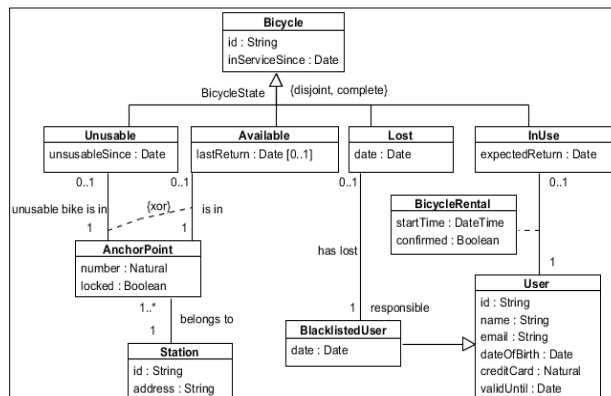 Bicycle
id : String
inServiceSince : Date
BicycleState
{disjoint, complete}
Unusable
unsusableSince : Date
Available
lastReturn : Date [0..1]
Lost
date : Date
InUse
expectedReturn : Date
0..1
0..1
0..1
0..1
unusable bike is in
{xor}
is in
1
1
BicycleRental
startTime : DateTime
confirmed : Boolean
AnchorPoint
number : Natural
locked : Boolean
has lost
1
1..*
belongs to
1
1
responsible
User
id : String
name : String
email : String
dateOfBirth : Date
creditCard : Natural
validUntil : Date
BlacklistedUser
date : Date
Station
id : String
address : String